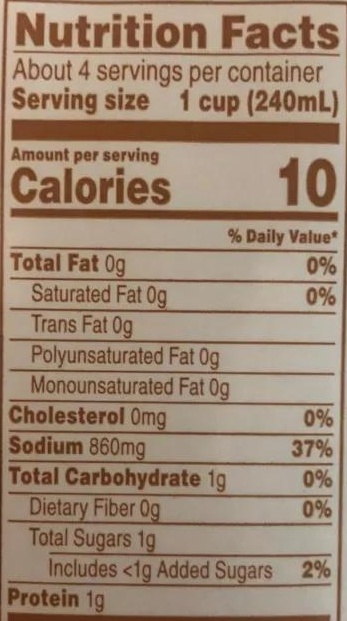 Nutrition Facts
About 4 servings per container
Serving size 1 cup (240mL)
Amount per serving
Calories 10
% Daily Value*
Total Fat 0g 0%
Saturated Fat 0g 0%
Trans Fat 0g
Polyunsaturated Fat 0g
Monounsaturated Fat 0g
Cholesterol 0mg 0%
Sodium 860mg 37%
Total Carbohydrate 1g 0%
Dietary Fiber 0g 0%
Total Sugars 1g
Includes <1g Added Sugars 2%
Protein 1g